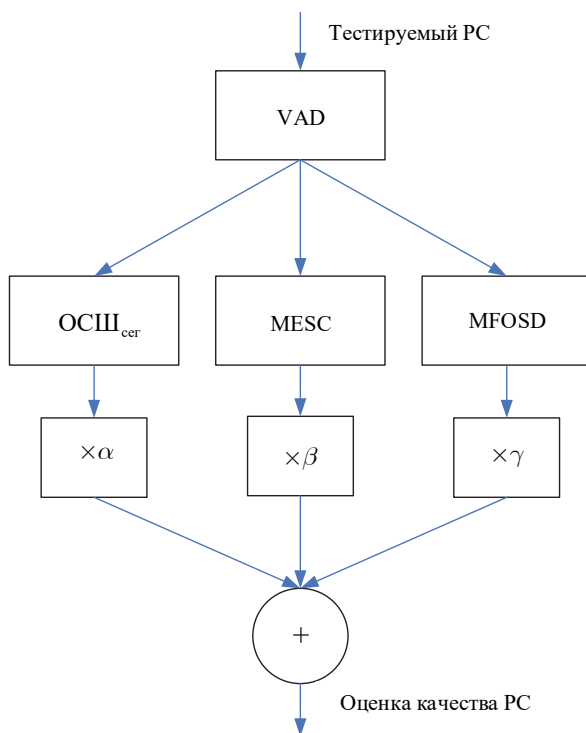 Тестируемый РС
VAD
ОСШсег
MESC
MFOSD
×α
×β
×γ
+
Оценка качества РС